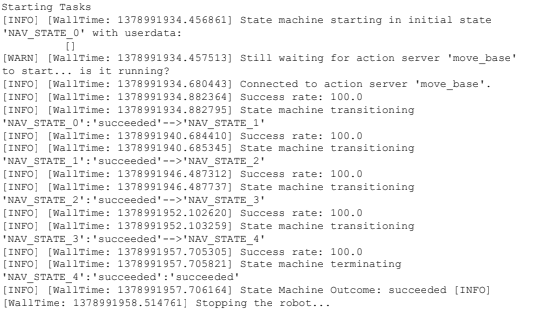 Starting Tasks
[INFO] [WallTime: 1378991934.456861] State machine starting in initial state
'NAV_STATE_0' with userdata:
[]
[WARN] [WallTime: 1378991934.457513] Still waiting for action server 'move_base'
to start... is it running?
[INFO] [WallTime: 1378991934.680443] Connected to action server 'move_base'.
[INFO] [WallTime: 1378991934.882364] Success rate: 100.0
[INFO] [WallTime: 1378991934.882795] State machine transitioning
'NAV_STATE_0':'succeeded'-->'NAV_STATE_1'
[INFO] [WallTime: 1378991940.684410] Success rate: 100.0
[INFO] [WallTime: 1378991940.685345] State machine transitioning
'NAV_STATE_1':'succeeded'-->'NAV_STATE_2'
[INFO] [WallTime: 1378991946.487312] Success rate: 100.0
[INFO] [WallTime: 1378991946.487737] State machine transitioning
'NAV_STATE_2':'succeeded'-->'NAV_STATE_3'
[INFO] [WallTime: 1378991952.102620] Success rate: 100.0
[INFO] [WallTime: 1378991952.103259] State machine transitioning
'NAV_STATE_3':'succeeded'-->'NAV_STATE_4'
[INFO] [WallTime: 1378991957.705305] Success rate: 100.0
[INFO] [WallTime: 1378991957.705821] State machine terminating
'NAV_STATE_4':'succeeded':'succeeded'
[INFO] [WallTime: 1378991957.706164] State Machine Outcome: succeeded [INFO]
[WallTime: 1378991958.514761] Stopping the robot...